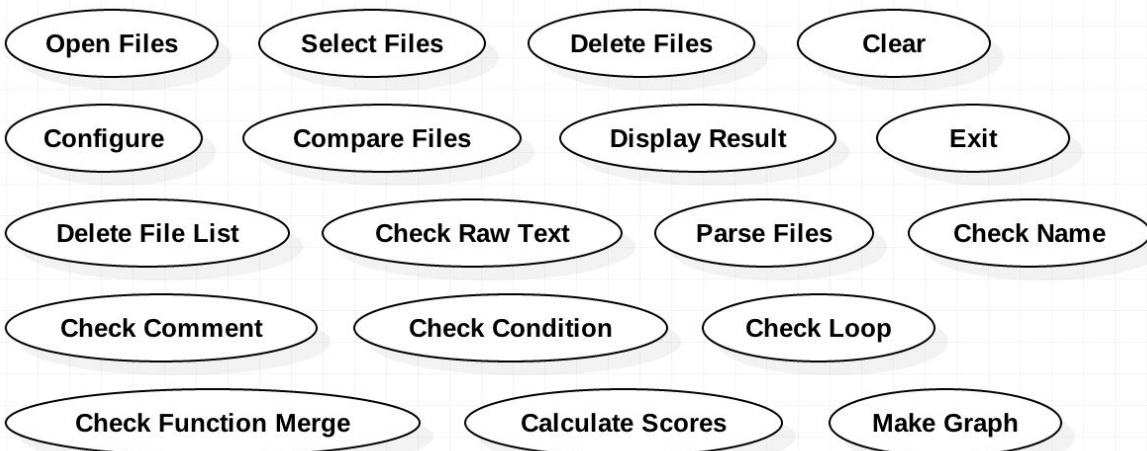 Open Files Select Files Delete Files Clear
Configure Compare Files Display Result Exit
Delete File List Check Raw Text Parse Files Check Name
Check Comment Check Condition Check Loop
Check Function Merge Calculate Scores Make Graph